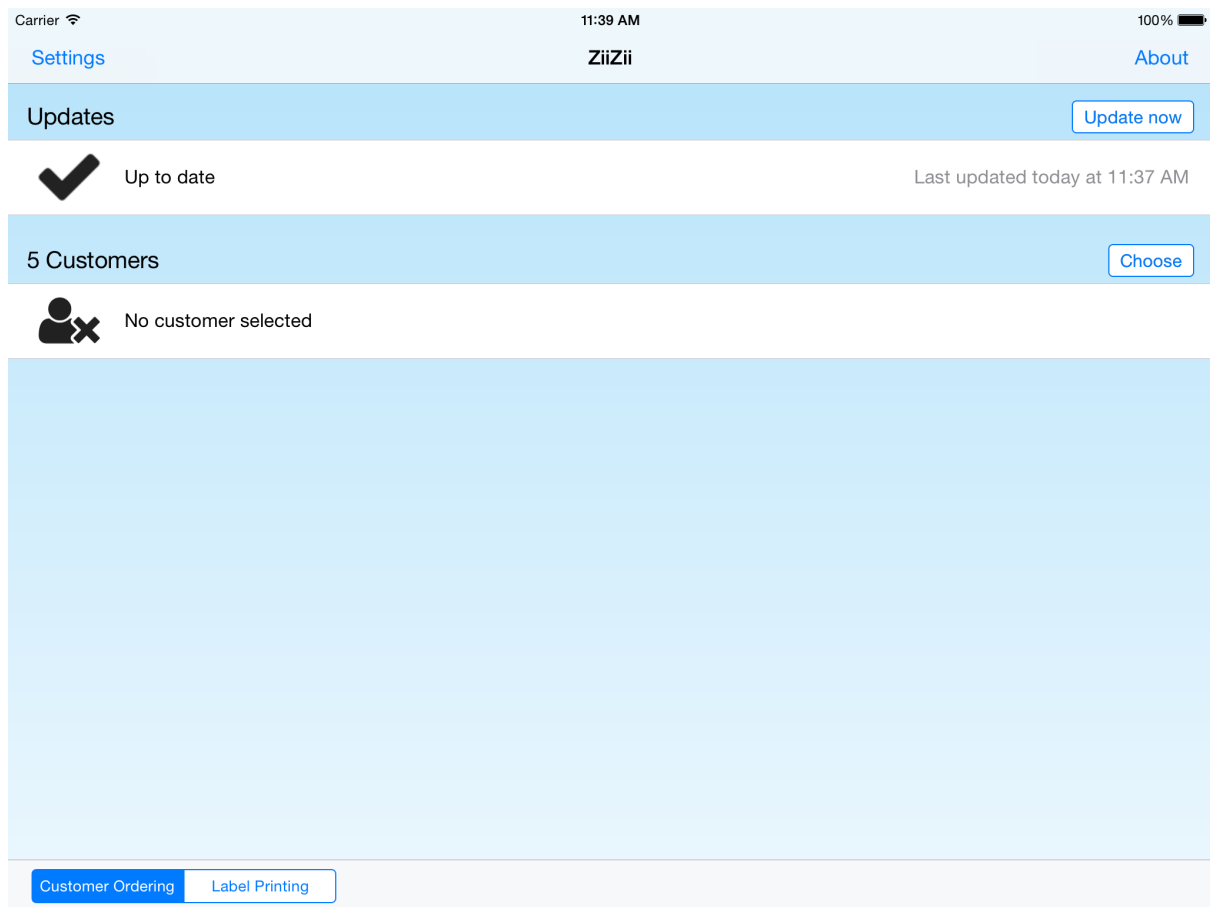 Carrier 11:39 AM 100%
Settings ZiiZii About
Updates Update now
Up to date Last updated today at 11:37 AM
5 Customers Choose
No customer selected
Customer Ordering Label Printing